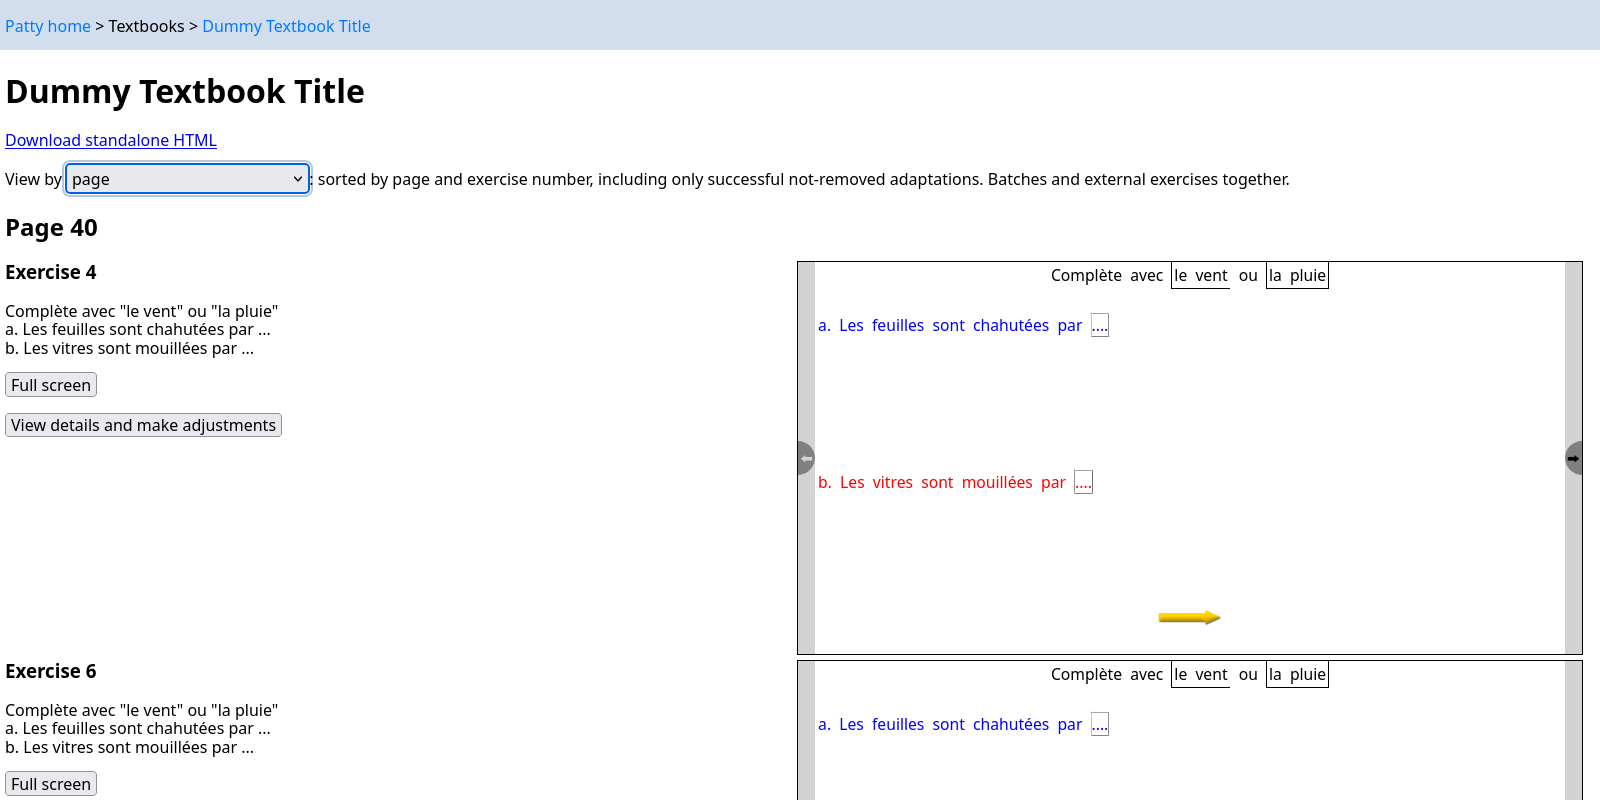 Patty home > Textbooks > Dummy Textbook Title
Dummy Textbook Title
Download standalone HTML
View by page : sorted by page and exercise number, including only successful not-removed adaptations. Batches and external exercises together.
Page 40
Exercise 4
Complète avec "le vent" ou "la pluie"
a. Les feuilles sont chahutées par ...
b. Les vitres sont mouillées par ...
Full screen
View details and make adjustments
Complète avec le vent ou la pluie
a. Les feuilles sont chahutées par ....
b. Les vitres sont mouillées par ....
Exercise 6
Complète avec "le vent" ou "la pluie"
a. Les feuilles sont chahutées par ...
b. Les vitres sont mouillées par ...
Full screen
Complète avec le vent ou la pluie
a. Les feuilles sont chahutées par ....